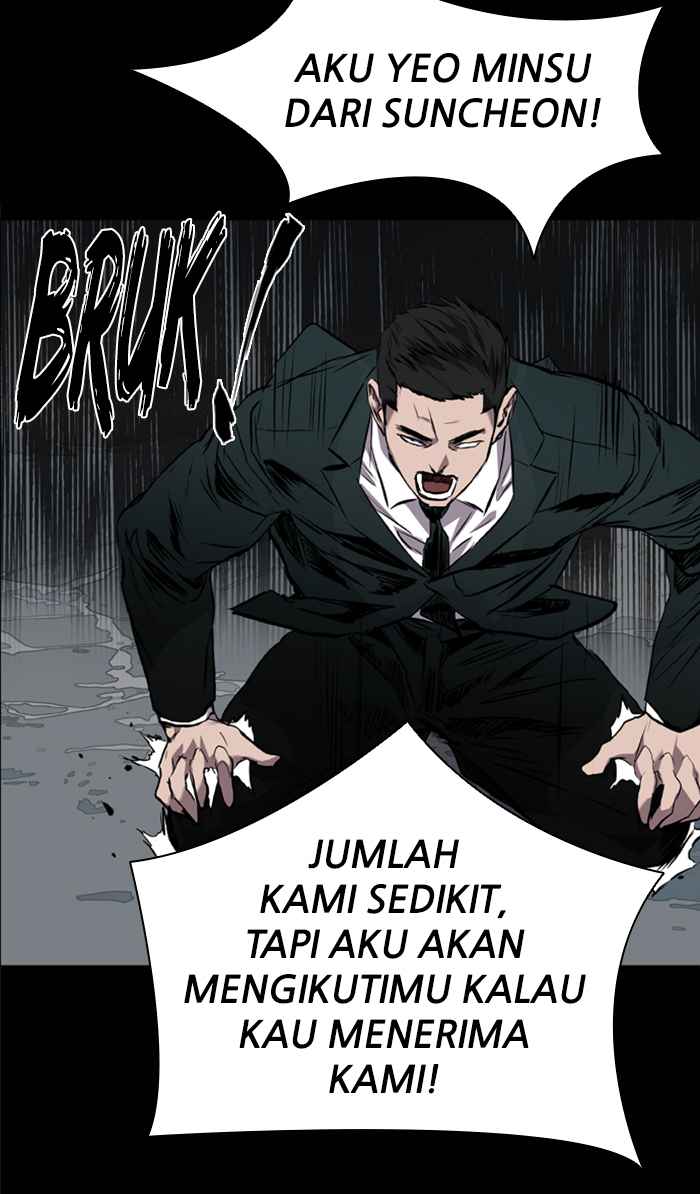 AKU YEO MINSU
DARI SUNCHEON!
BRUK!
JUMLAH
KAMI SEDIKIT,
TAPI AKU AKAN
MENGIKUTIMU KALAU
KAU MENERIMA
KAMI!